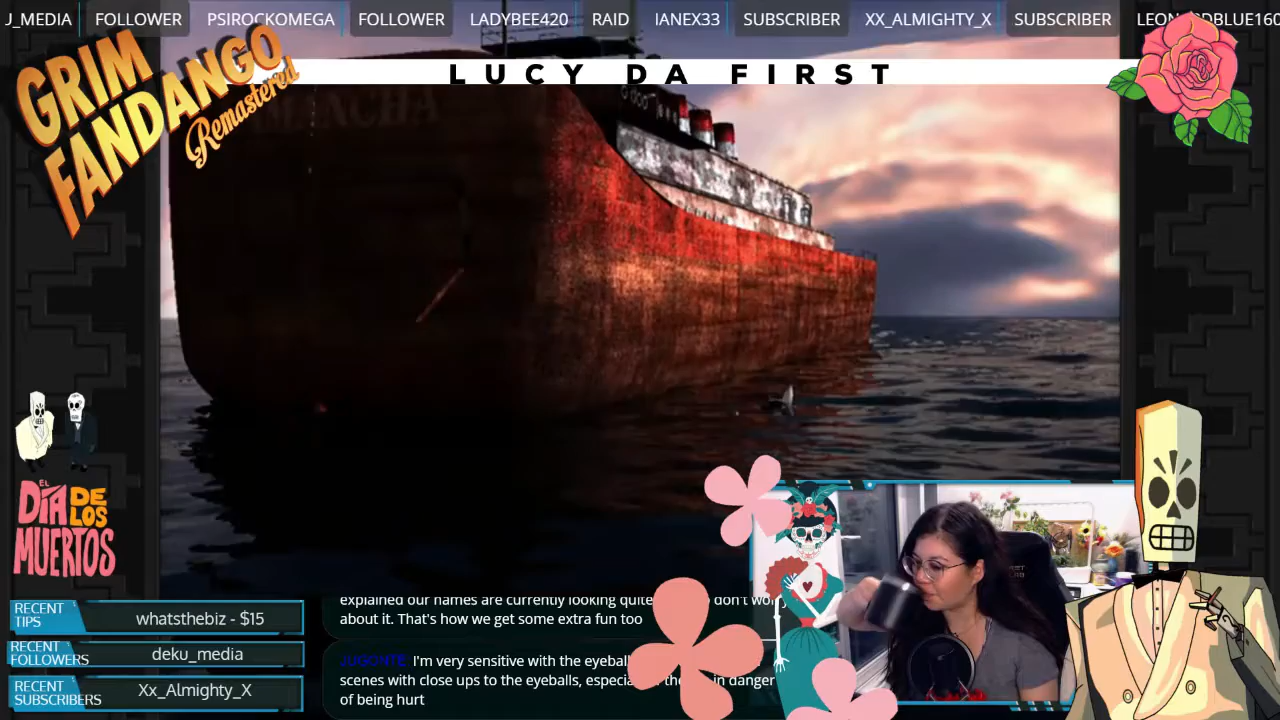 J_MEDIA FOLLOWER PSIROCKOMEGA FOLLOWER LADYBEE420 RAID IANEX33 SUBSCRIBER XX_ALMIGHTY_X SUBSCRIBER
LUCY DA FIRST
GRIM
FANDANGO
Remastered
EL
DÍA DE
LOS
MUERTOS
RECENT
TIPS
whatsthebiz - $15
RECENT
FOLLOWERS
deku_media
RECENT
SUBSCRIBERS
Xx_Almighty_X
explained our names are currently looking quite don't
about it. That's how we get some extra fun too
JUGONTE: I'm very sensitive with the
scenes with close ups to the eyeballs, in danger
of being hurt